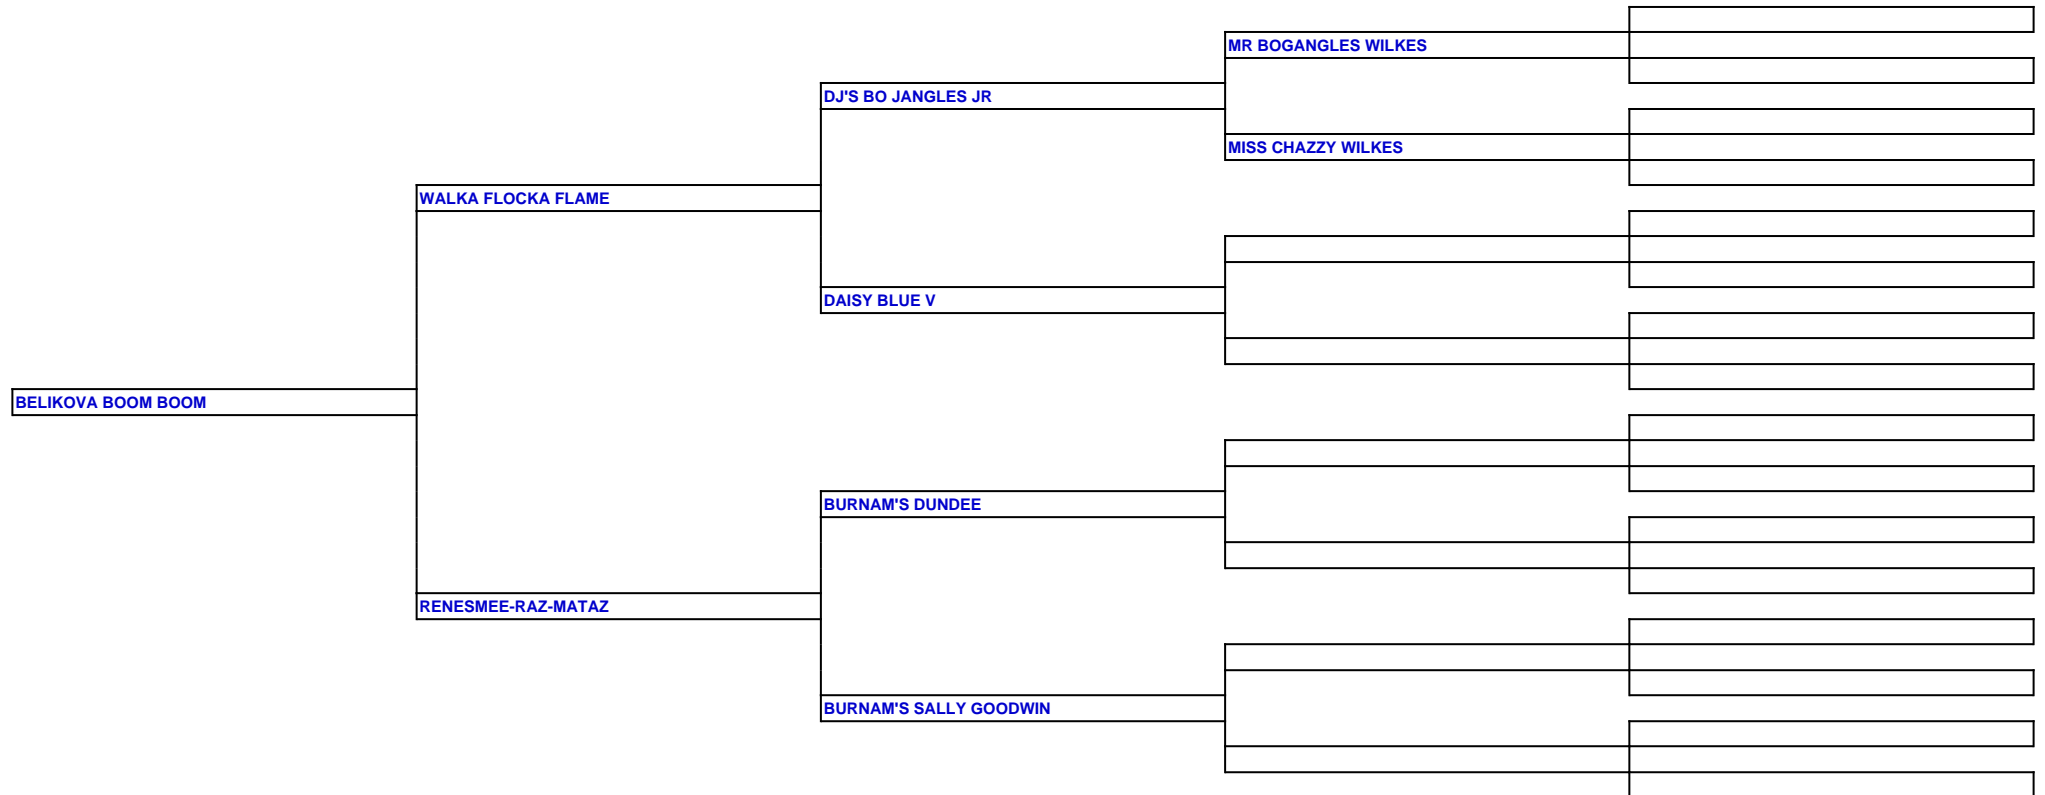 MR BOGANGLES WILKES
DJ'S BO JANGLES JR
MISS CHAZZY WILKES
WALKA FLOCKA FLAME
DAISY BLUE V
BELIKOVA BOOM BOOM
BURNAM'S DUNDEE
RENESMEE-RAZ-MATAZ
BURNAM'S SALLY GOODWIN